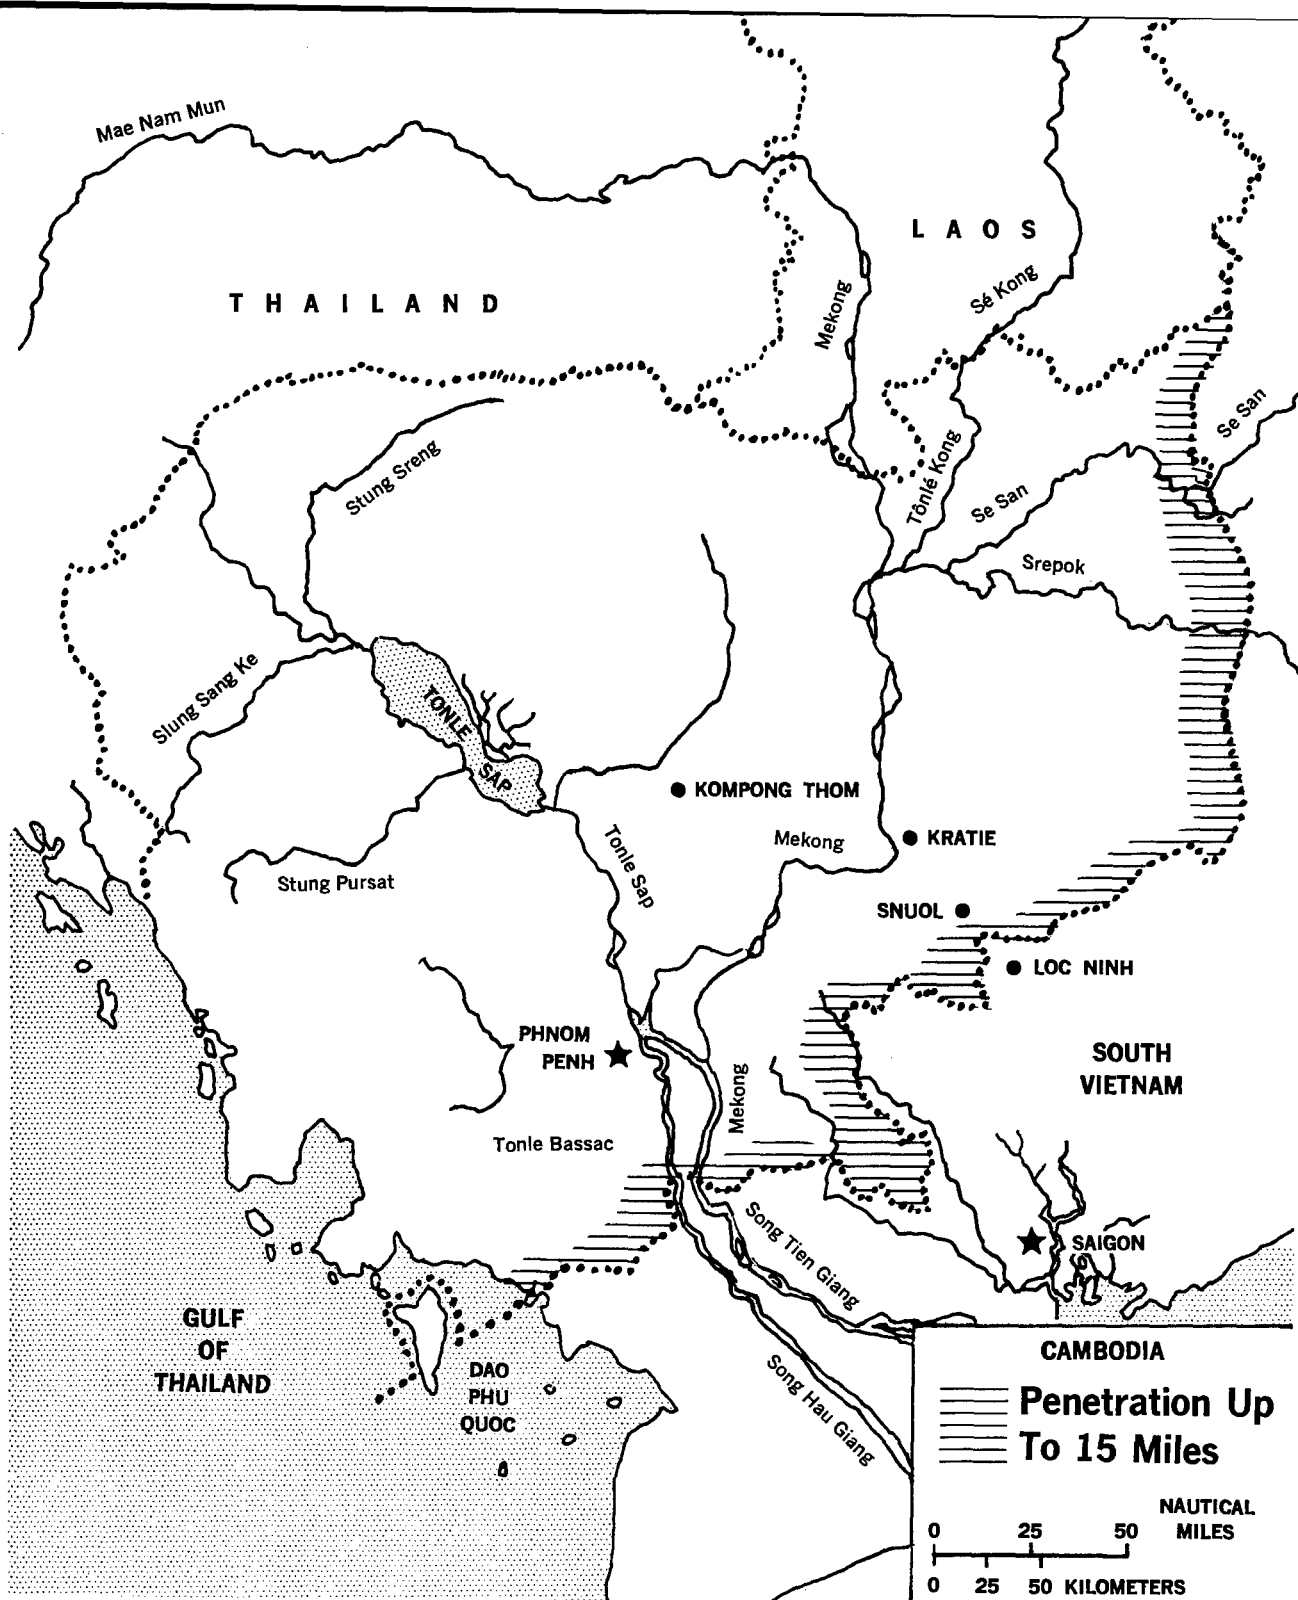 Mae Nam Mun
L A O S
T H A I L A N D
Mekong
Sé Kong
Se San
Stung Sreng
Tônlé Kong
Se San
Srepok
Slung Sang Ke
TONLE
SAP
KOMPONG THOM
Mekong
KRATIE
Tonle Sap
Stung Pursat
SNUOL
LOC NINH
PHNOM
PENH
SOUTH
VIETNAM
Mekong
Tonle Bassac
Song Tien Giang
SAIGON
GULF
OF
THAILAND
DAO
PHU
QUOC
Song Hau Giang
CAMBODIA
Penetration Up
To 15 Miles
NAUTICAL
0 25 50 MILES
0 25 50 KILOMETERS